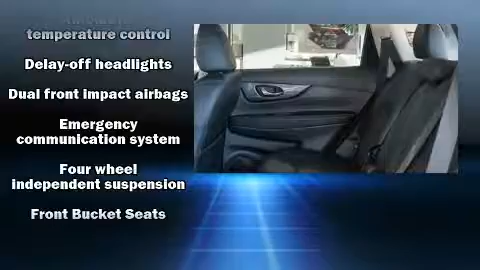 temperature control
Delay-off headlights
Dual front impact airbags
Emergency
communication system
Four wheel
independent suspension
Front Bucket Seats